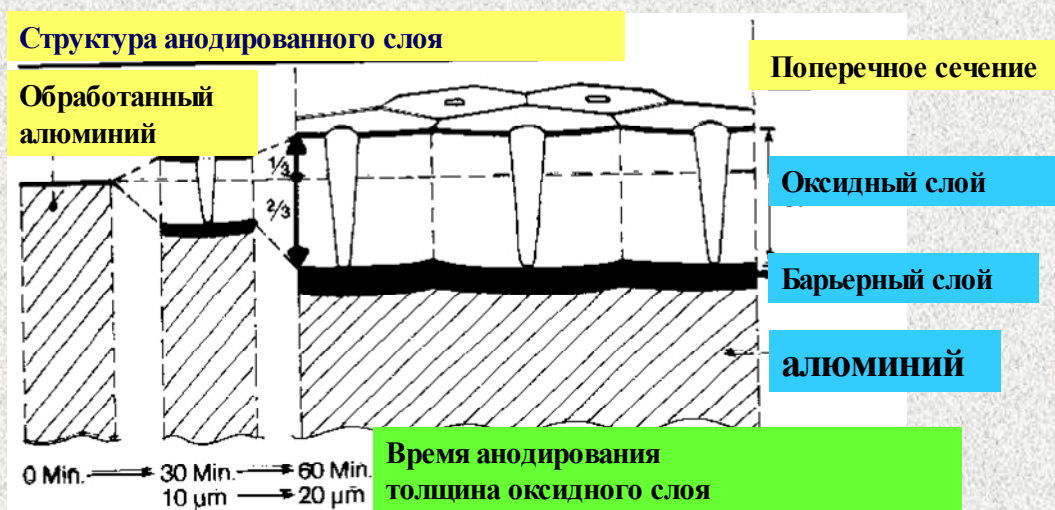 Структура анодированного слоя
Поперечное сечение
Обработанный
алюминий
1/3
2/3
Оксидный слой
Барьерный слой
алюминий
0 Min. 30 Min. 60 Min.
10 µm 20 µm
Время анодирования
толщина оксидного слоя